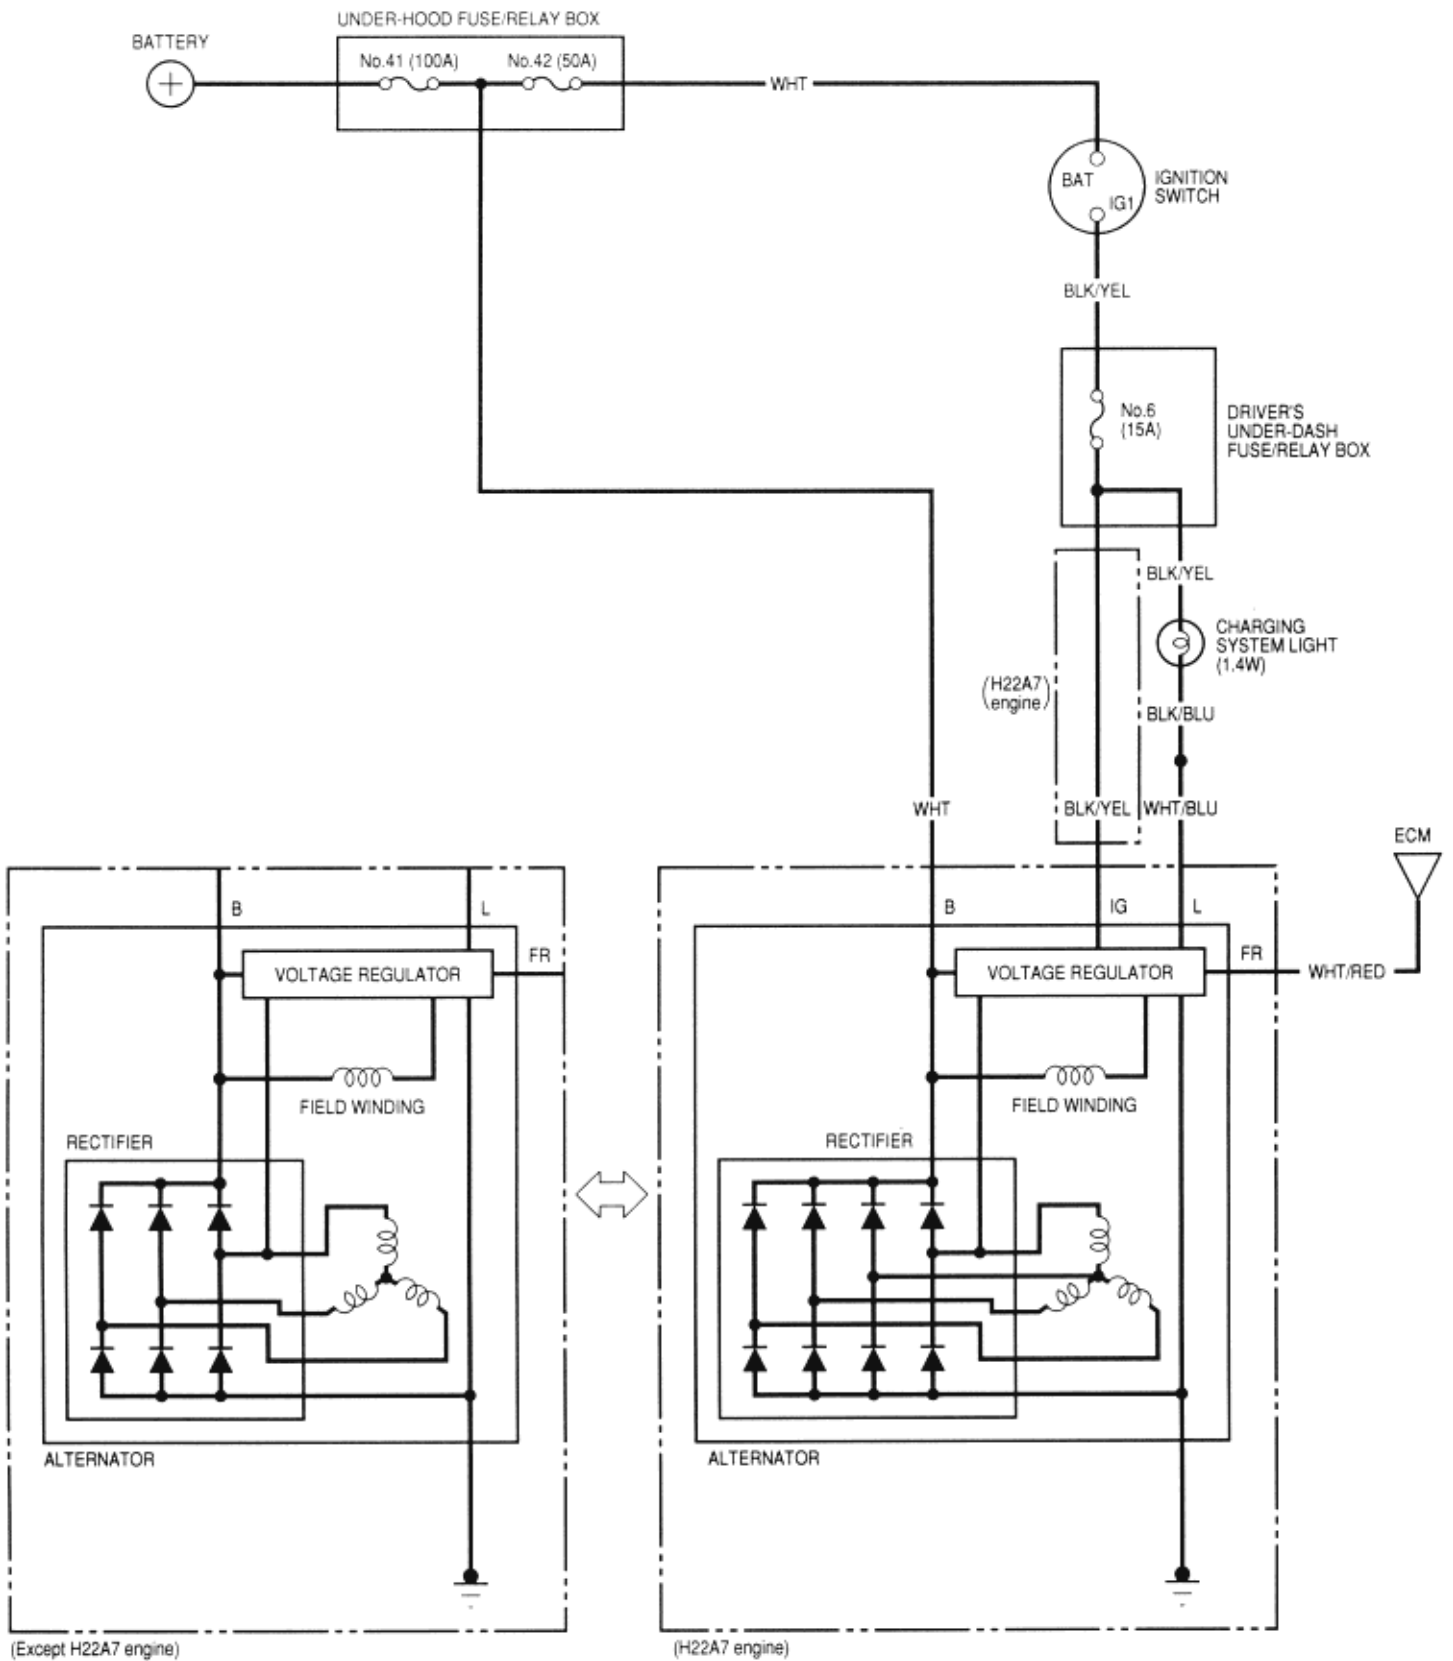 UNDER-HOOD FUSE/RELAY BOX
BATTERY
No.41 (100A)
No.42 (50A)
WHT
BAT
IG1
IGNITION
SWITCH
BLK/YEL
No.6
(15A)
DRIVER'S
UNDER-DASH
FUSE/RELAY BOX
BLK/YEL
CHARGING
SYSTEM LIGHT
(1.4W)
(H22A7
engine)
BLK/BLU
WHT
BLK/YEL
WHT/BLU
ECM
B
L
FR
VOLTAGE REGULATOR
FIELD WINDING
RECTIFIER
ALTERNATOR
(Except H22A7 engine)
B
IG
L
FR
WHT/RED
VOLTAGE REGULATOR
FIELD WINDING
RECTIFIER
ALTERNATOR
(H22A7 engine)